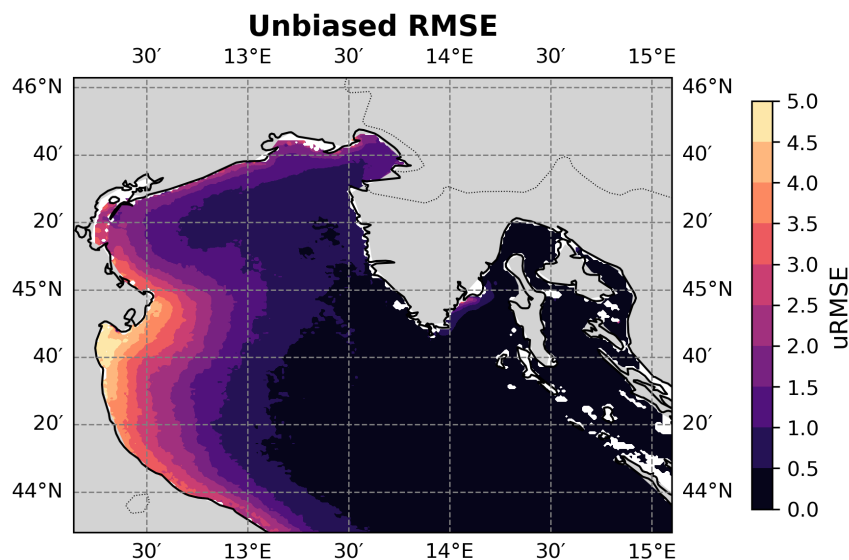 Unbiased RMSE
30′ 13°E 30′ 14°E 30′ 15°E
46°N 46°N
5.0
4.5
40′ 40′
4.0
20′ 20′
3.5
3.0
45°N 45°N
2.5
uRMSE
2.0
40′ 40′
1.5
20′ 20′
1.0
0.5
44°N 44°N
0.0
30′ 13°E 30′ 14°E 30′ 15°E